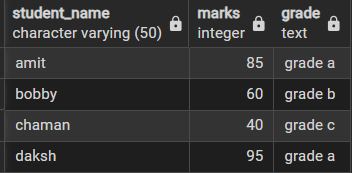 student_name marks grade
character varying (50) integer text
amit 85 grade a
bobby 60 grade b
chaman 40 grade c
daksh 95 grade a